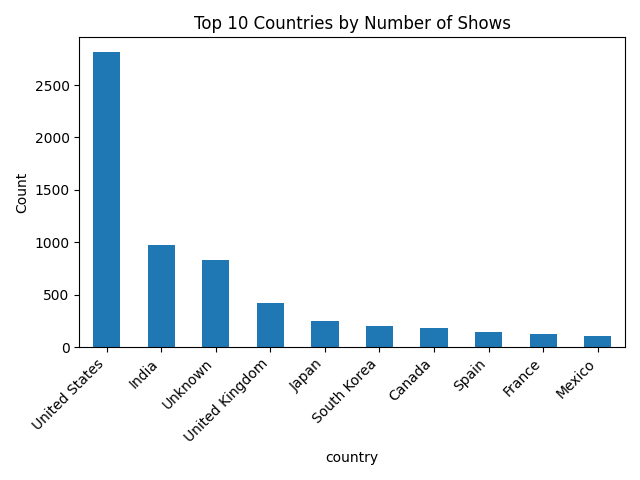 Top 10 Countries by Number of Shows
Count
2500
2000
1500
1000
500
0
United States
India
Unknown
United Kingdom
Japan
South Korea
Canada
Spain
France
Mexico
country